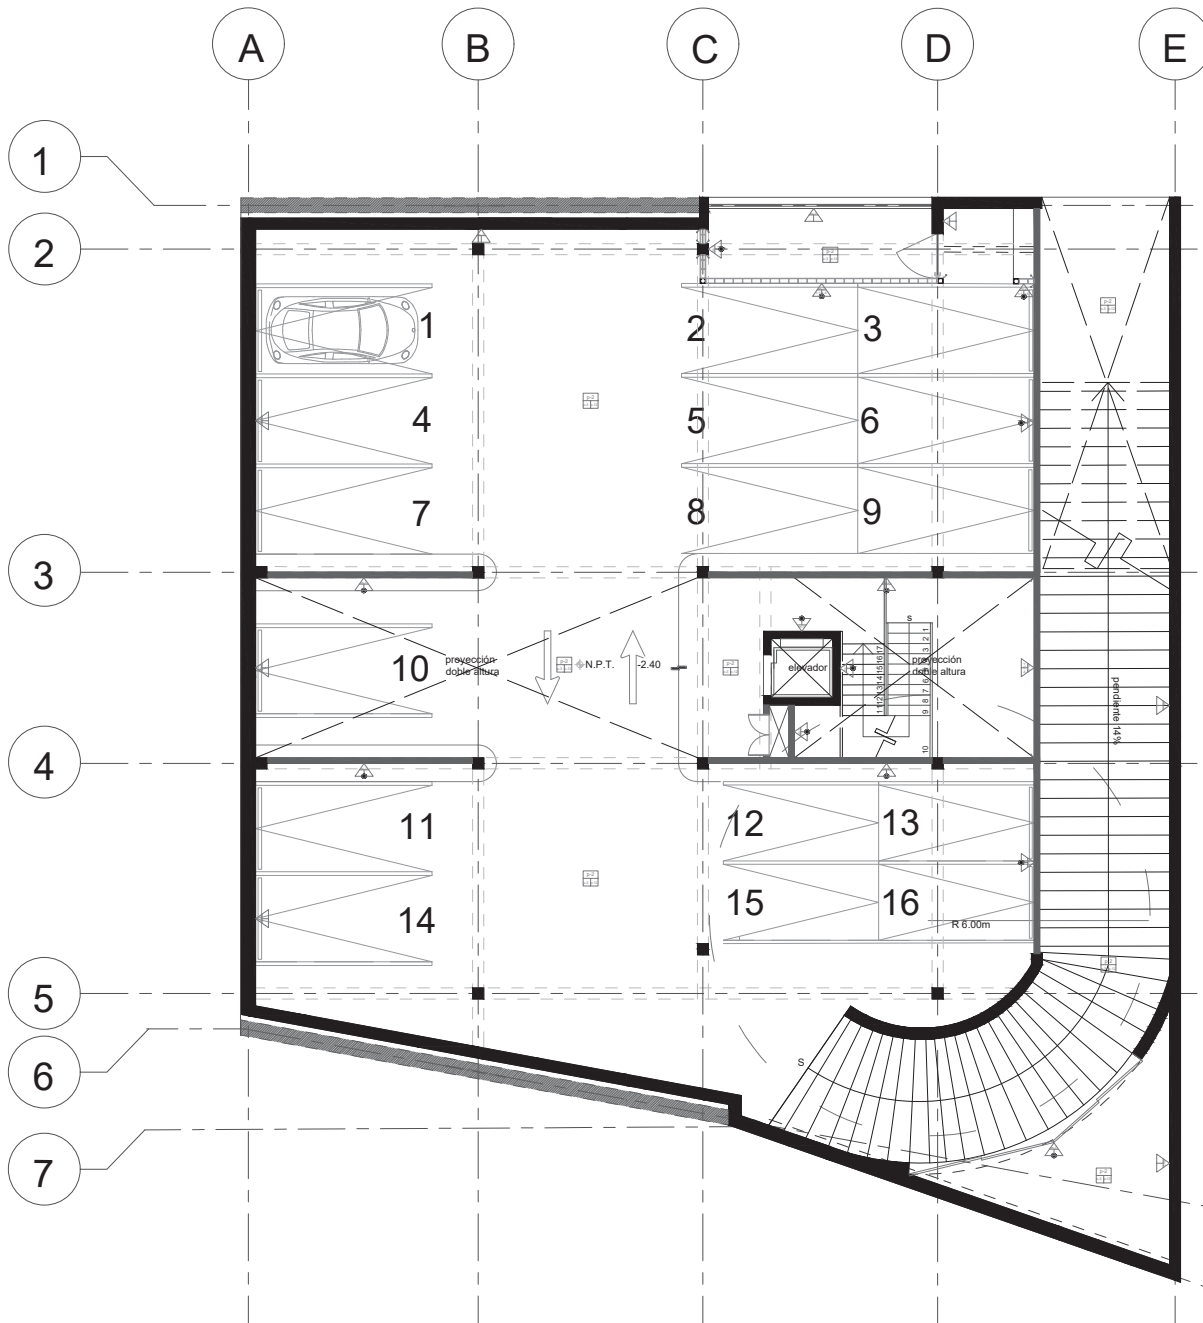 A B C D E
1
2
3
4
5
6
7
1
2
3
4
5
6
7
8
9
10
proyección
doble altura
N.P.T. -2.40
elevador
S
proyección
doble altura
pendiente 14%
11
12
13
14
15
16
R 6.00m
S